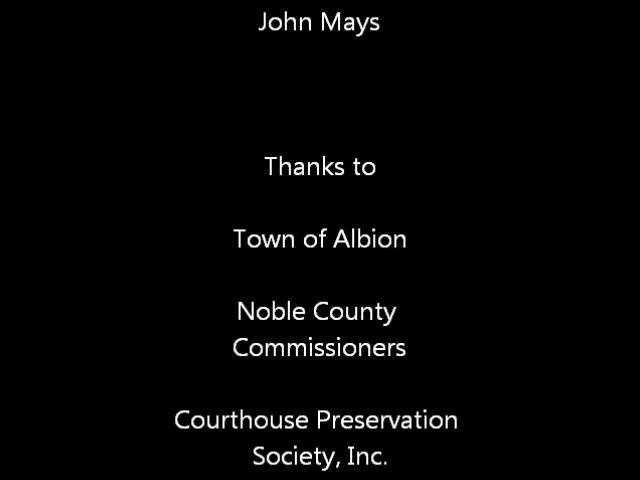 John Mays
Thanks to
Town of Albion
Noble County
Commissioners
Courthouse Preservation
Society, Inc.